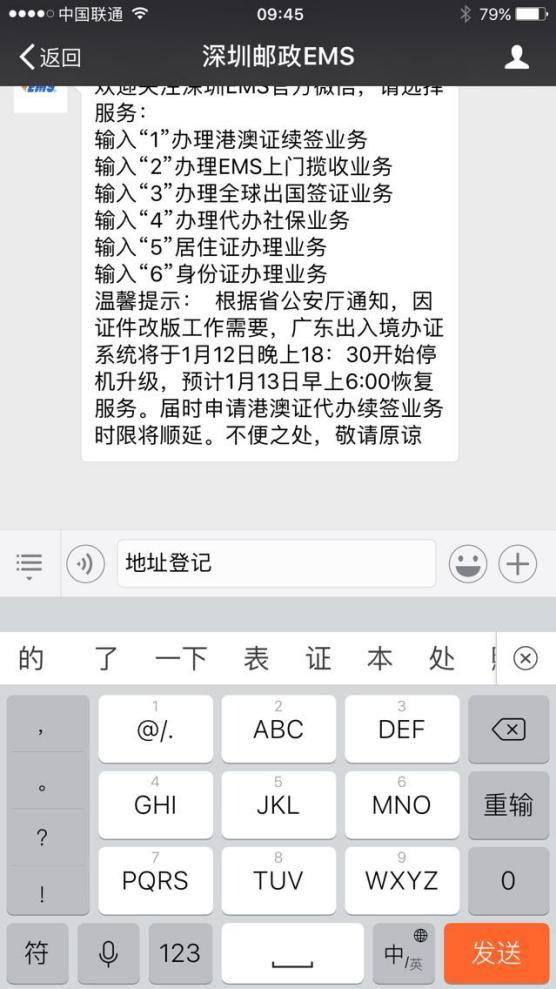 中国联通 09:45 79%
返回 深圳邮政EMS
EMS
欢迎关注深圳EMS官方微信，请选择
服务：
输入“1”办理港澳证续签业务
输入“2”办理EMS上门揽收业务
输入“3”办理全球出国签证业务
输入“4”办理代办社保业务
输入“5”居住证办理业务
输入“6”身份证办理业务
温馨提示： 根据省公安厅通知，因
证件改版工作需要，广东出入境办证
系统将于1月12日晚上18：30开始停
机升级，预计1月13日早上6:00恢复
服务。届时申请港澳证代办续签业务
时限将顺延。不便之处，敬请原谅
地址登记
的 了 一下 表 证 本 处
， 1 @/. 2 ABC 3 DEF
。 4 GHI 5 JKL 6 MNO 重输
？ ！ 7 PQRS 8 TUV 9 WXYZ 0
符 123 中/英 发送